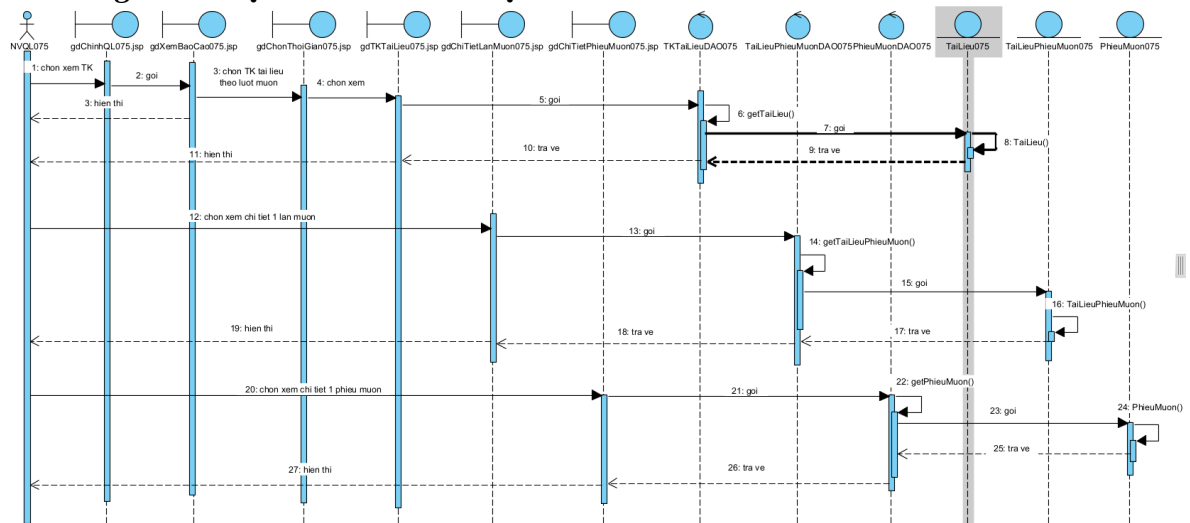 NVQL075
gdChinhQL075.jsp
gdXemBaoCao075.jsp
gdChonThoiGian075.jsp
gdTKTaiLieu075.jsp
gdChiTietLanMuon075.jsp
gdChiTietPhieuMuon075.jsp
TKTaiLieuDAO075
TaiLieuPhieuMuonDAO075
PhieuMuonDAO075
TaiLieu075
TaiLieuPhieuMuon075
PhieuMuon075
1: chon xem TK
2: goi
3: chon TK tai lieu
theo luot muon
4: chon xem
3: hien thi
5: goi
6: getTaiLieu()
7: goi
8: TaiLieu()
9: tra ve
10: tra ve
11: hien thi
12: chon xem chi tiet 1 lan muon
13: goi
14: getTaiLieuPhieuMuon()
15: goi
16: TaiLieuPhieuMuon()
17: tra ve
18: tra ve
19: hien thi
20: chon xem chi tiet 1 phieu muon
21: goi
22: getPhieuMuon()
23: goi
24: PhieuMuon()
25: tra ve
26: tra ve
27: hien thi